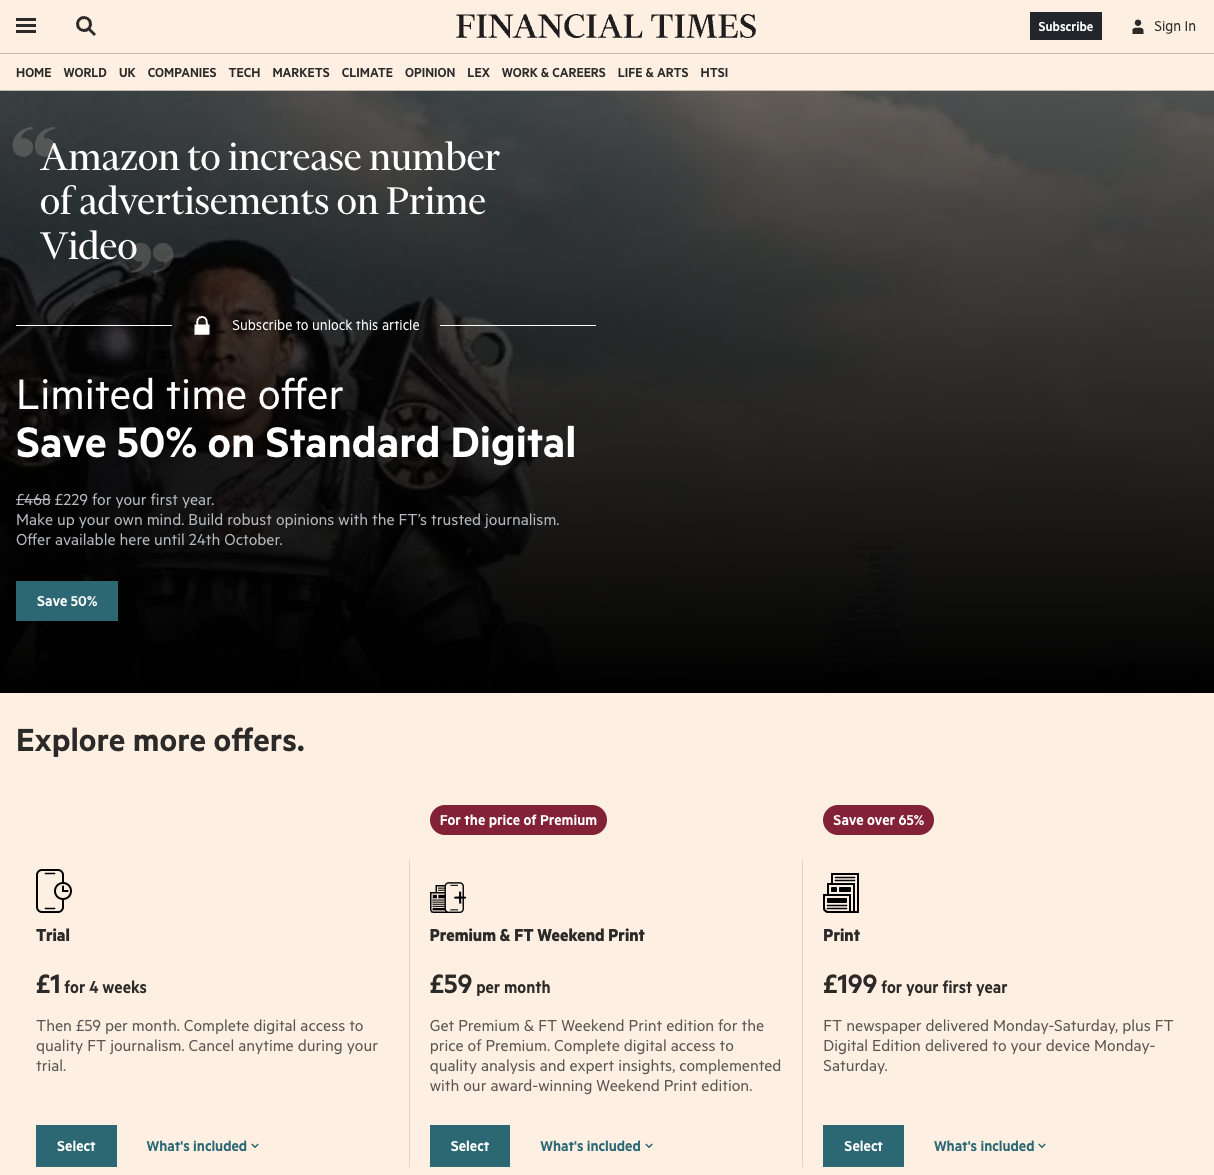 FINANCIAL TIMES
Subscribe
Sign In
HOME WORLD UK COMPANIES TECH MARKETS CLIMATE OPINION LEX WORK & CAREERS LIFE & ARTS HTSI
“Amazon to increase number
of advertisements on Prime
Video”
Subscribe to unlock this article
Limited time offer
Save 50% on Standard Digital
£468 £229 for your first year.
Make up your own mind. Build robust opinions with the FT’s trusted journalism.
Offer available here until 24th October.
Save 50%
Explore more offers.
Trial
£1 for 4 weeks
Then £59 per month. Complete digital access to
quality FT journalism. Cancel anytime during your
trial.
Select What's included
For the price of Premium
Premium & FT Weekend Print
£59 per month
Get Premium & FT Weekend Print edition for the
price of Premium. Complete digital access to
quality analysis and expert insights, complemented
with our award-winning Weekend Print edition.
Select What's included
Save over 65%
Print
£199 for your first year
FT newspaper delivered Monday-Saturday, plus FT
Digital Edition delivered to your device Monday-
Saturday.
Select What's included